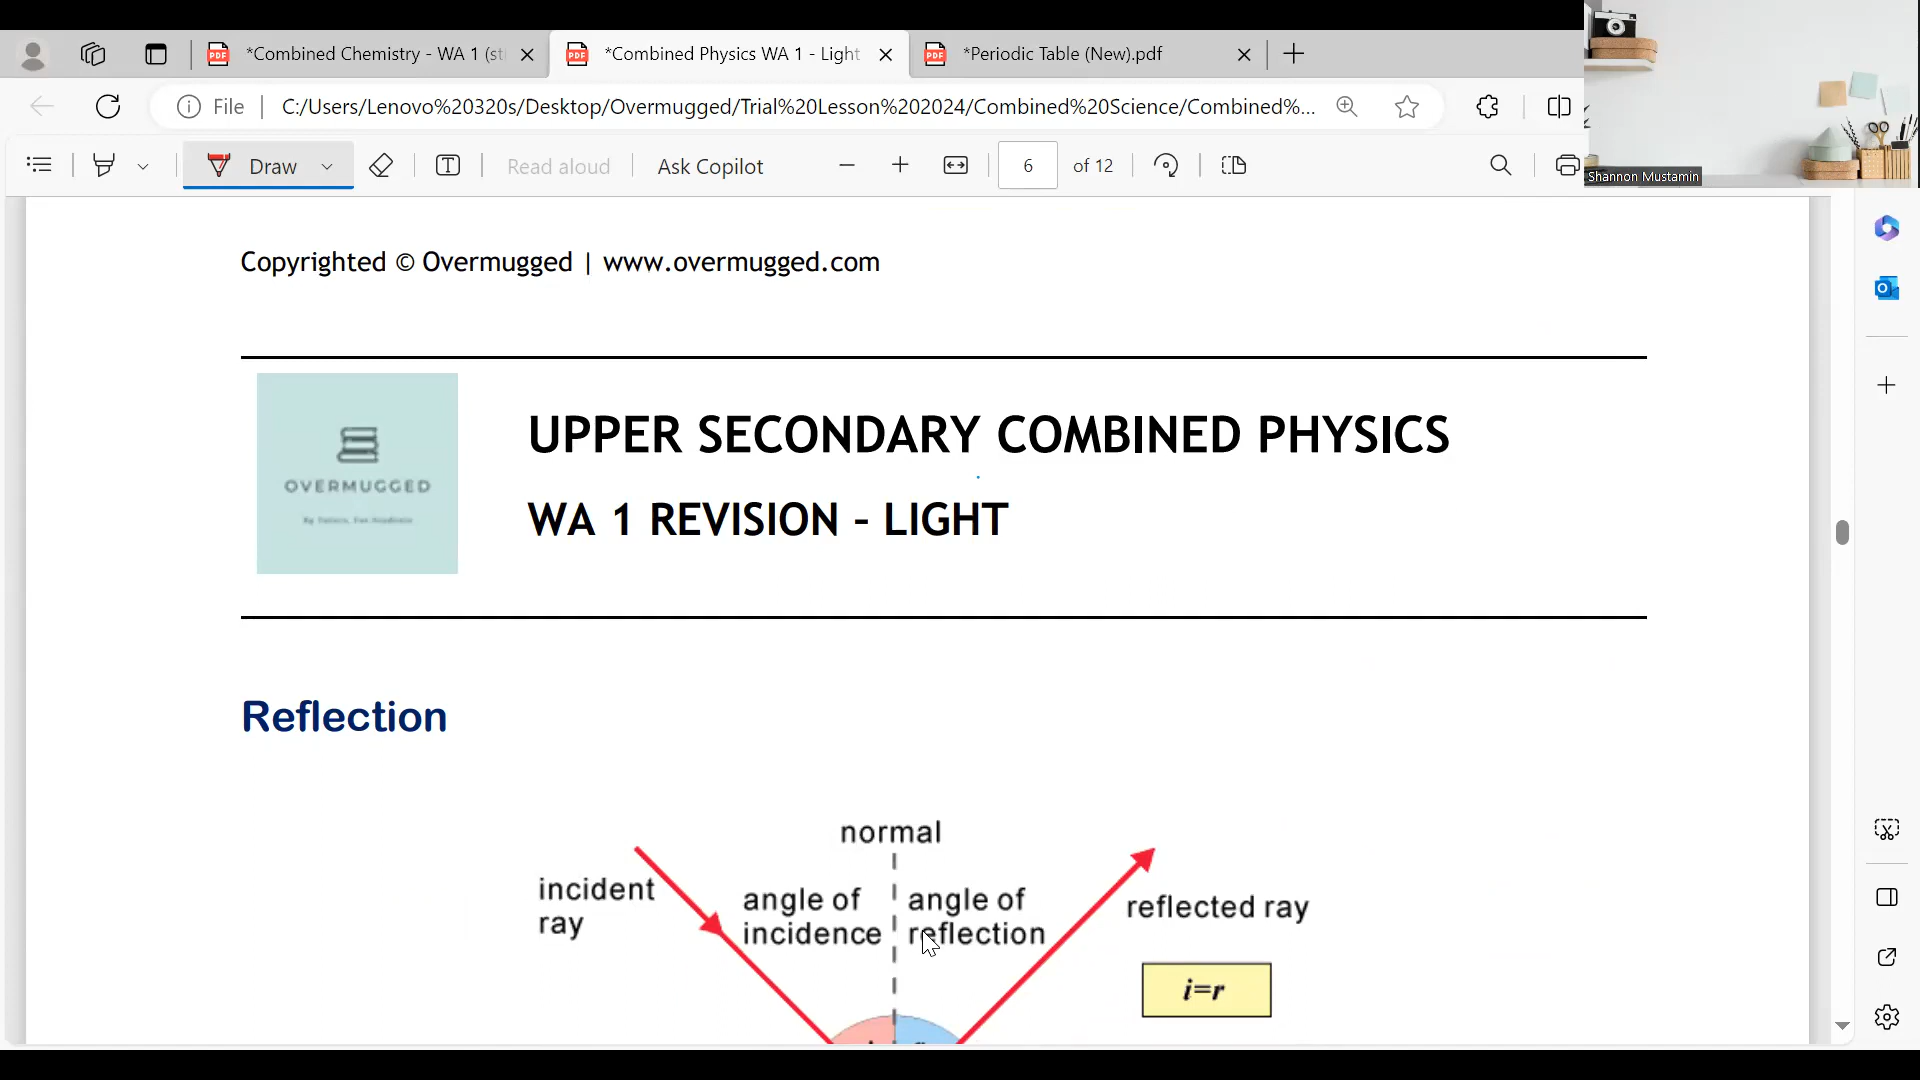 *Combined Chemistry - WA 1 (st
*Combined Physics WA 1 - Light
*Periodic Table (New).pdf
File
C:/Users/Lenovo%20320s/Desktop/Overmugged/Trial%20Lesson%202024/Combined%20Science/Combined%...
Draw
Read aloud
Ask Copilot
6
of 12
Shannon Mustamin
Copyrighted © Overmugged | www.overmugged.com
OVERMUGGED
UPPER SECONDARY COMBINED PHYSICS
WA 1 REVISION - LIGHT
Reflection
normal
incident
ray
angle of
incidence
angle of
reflection
reflected ray
i=r